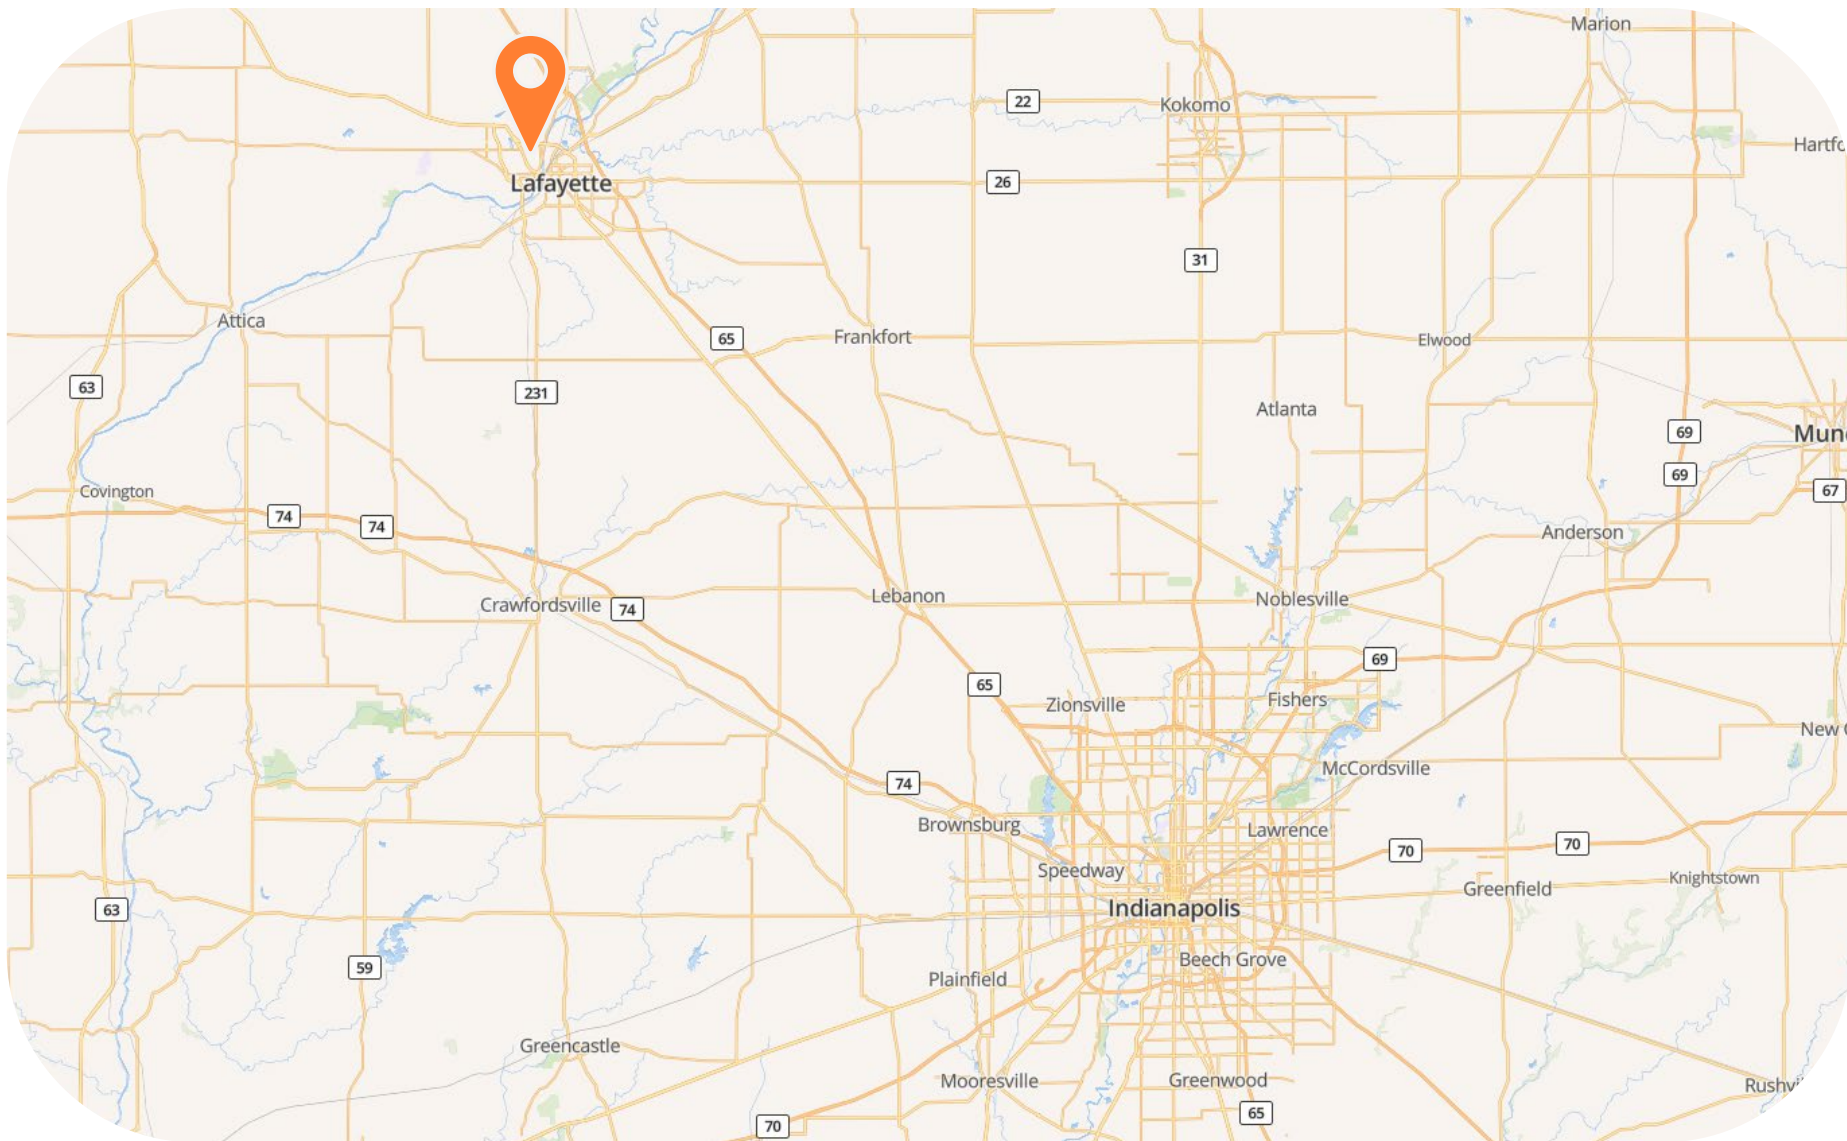 Marion
22
Kokomo
Hartfo
Lafayette
26
31
Attica
65
Frankfort
Elwood
63
231
Atlanta
69
Mun
69
Covington
67
74
74
Anderson
Crawfordsville
74
Lebanon
Noblesville
69
65
Zionsville
Fishers
New
McCordsville
74
Brownsburg
Lawrence
70
70
Speedway
Knightstown
Greenfield
63
Indianapolis
59
Beech Grove
Plainfield
Greencastle
Mooresville
Greenwood
Rushvi
65
70